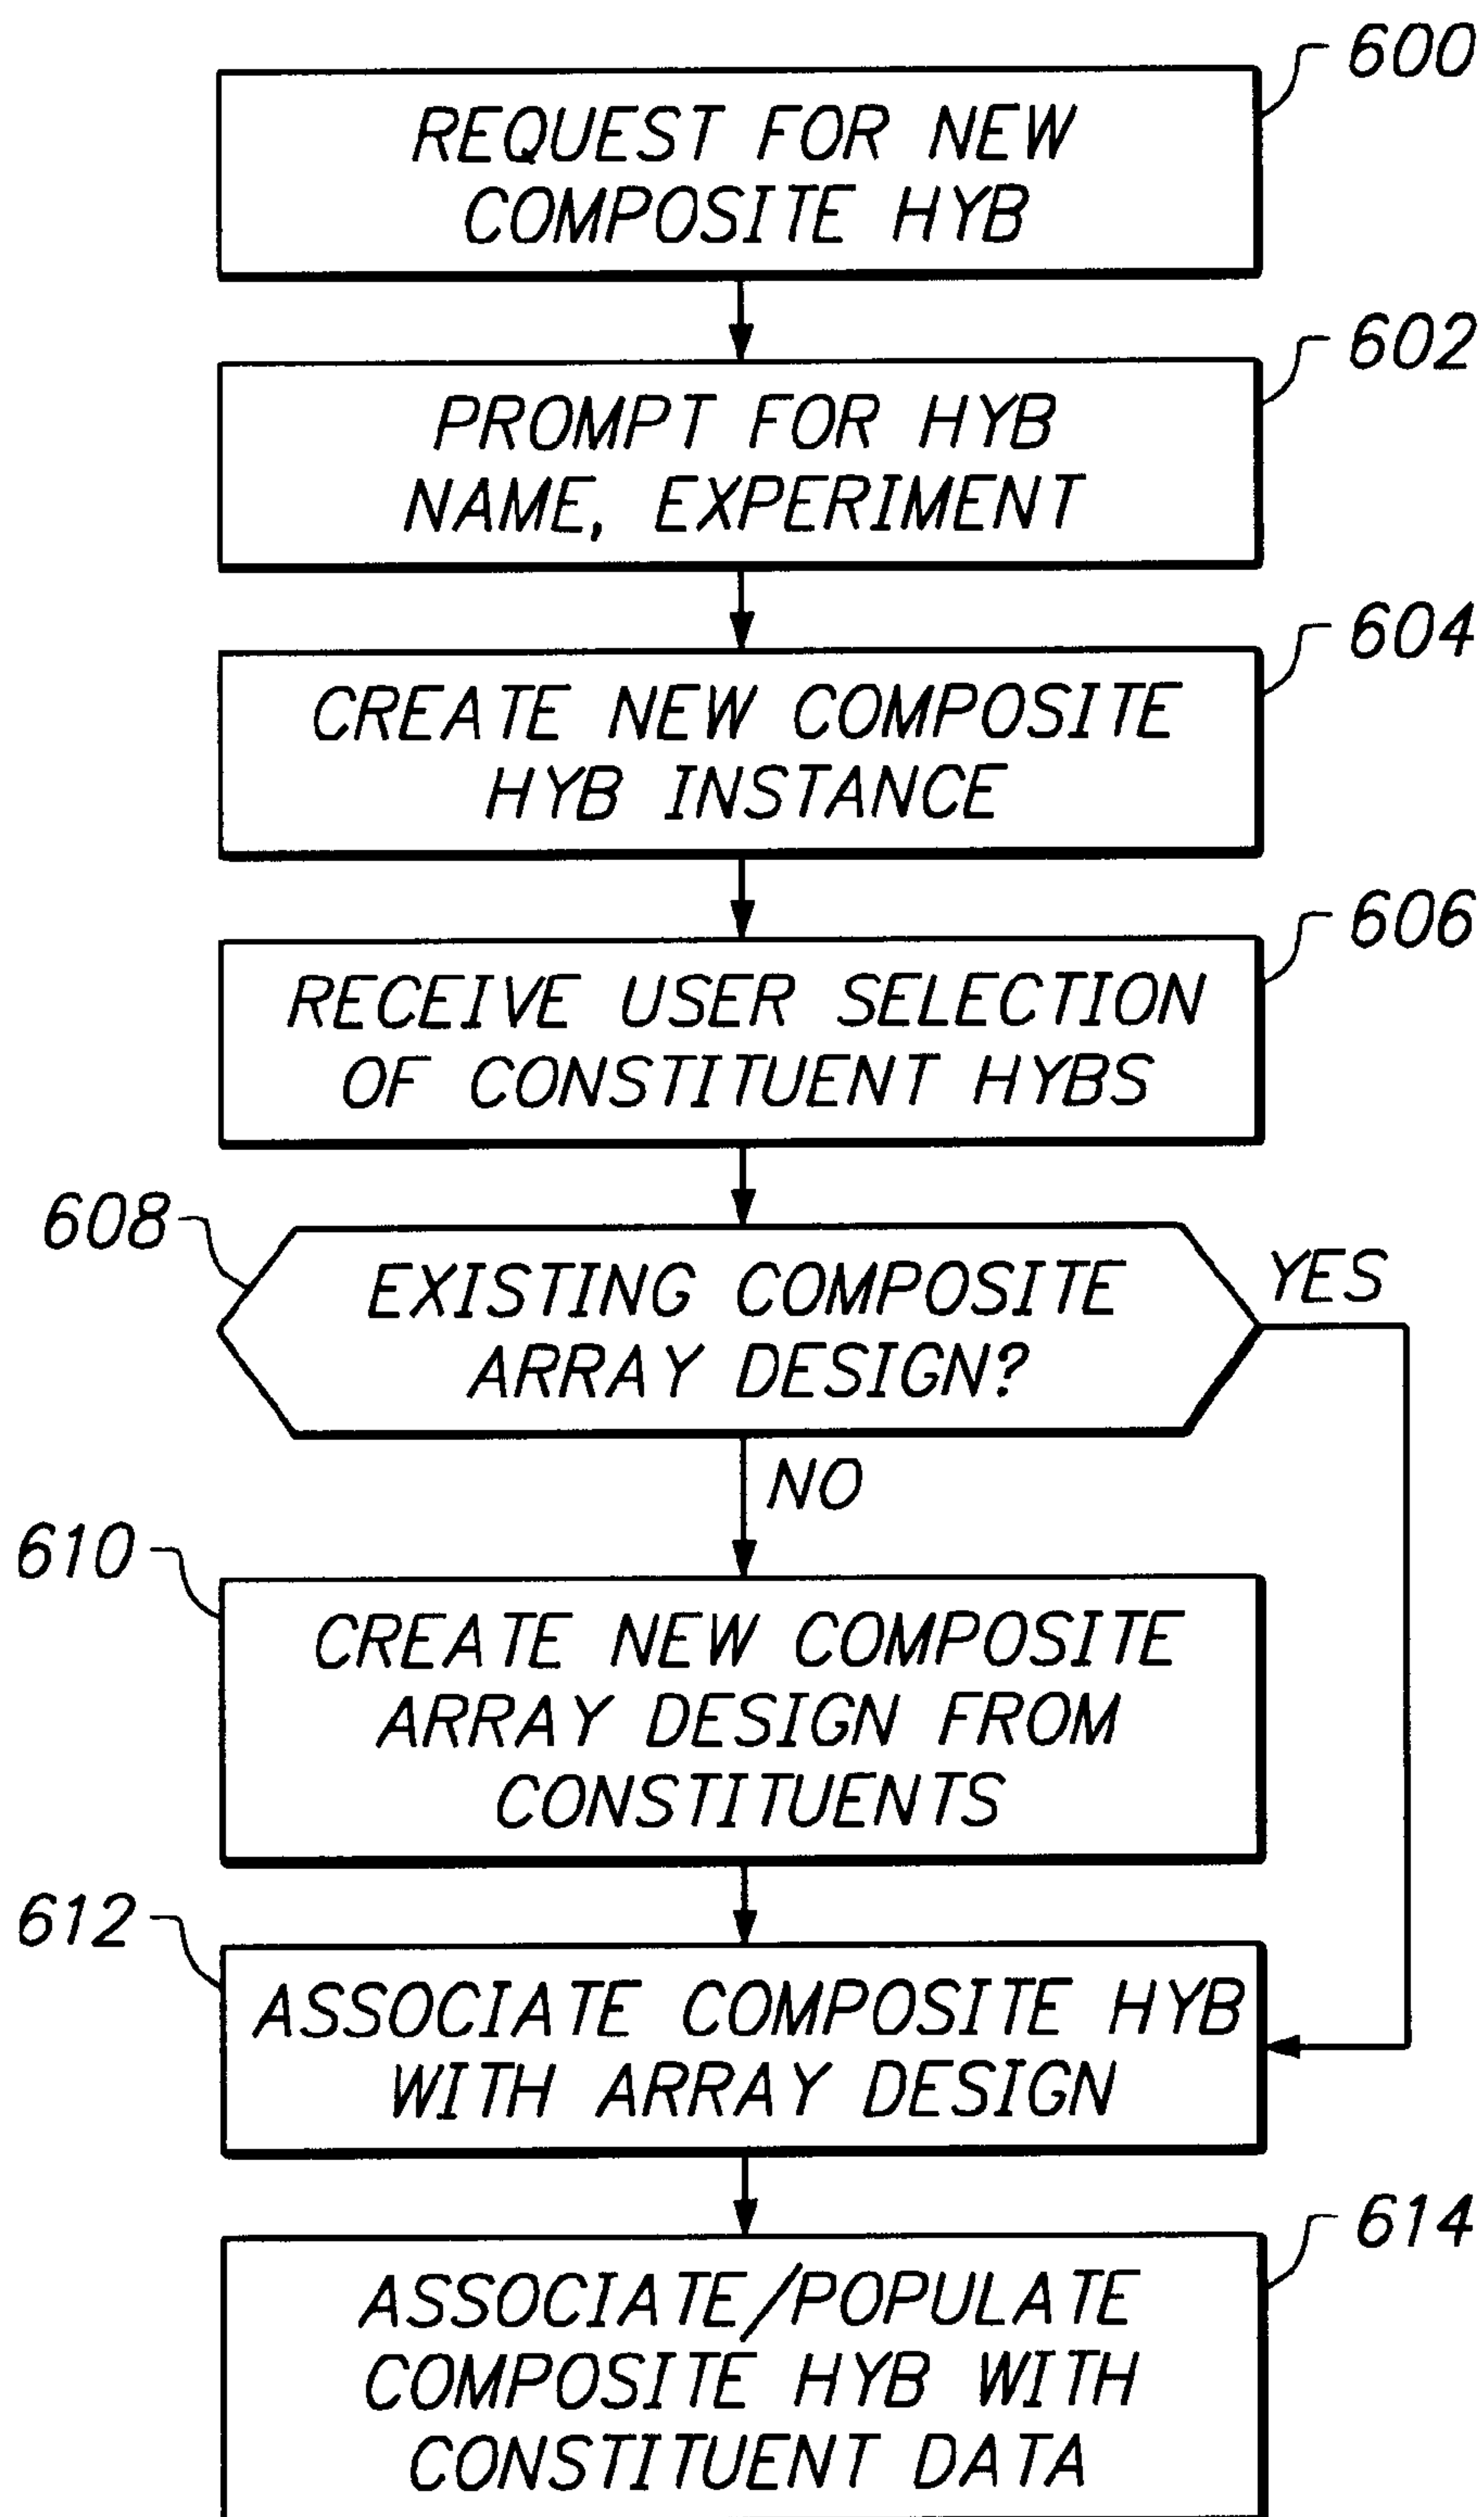 600
REQUEST FOR NEW
COMPOSITE HYB
602
PROMPT FOR HYB
NAME, EXPERIMENT
604
CREATE NEW COMPOSITE
HYB INSTANCE
606
RECEIVE USER SELECTION
OF CONSTITUENT HYBS
608
EXISTING COMPOSITE
ARRAY DESIGN?
YES
NO
610
CREATE NEW COMPOSITE
ARRAY DESIGN FROM
CONSTITUENTS
612
ASSOCIATE COMPOSITE HYB
WITH ARRAY DESIGN
614
ASSOCIATE/POPULATE
COMPOSITE HYB WITH
CONSTITUENT DATA